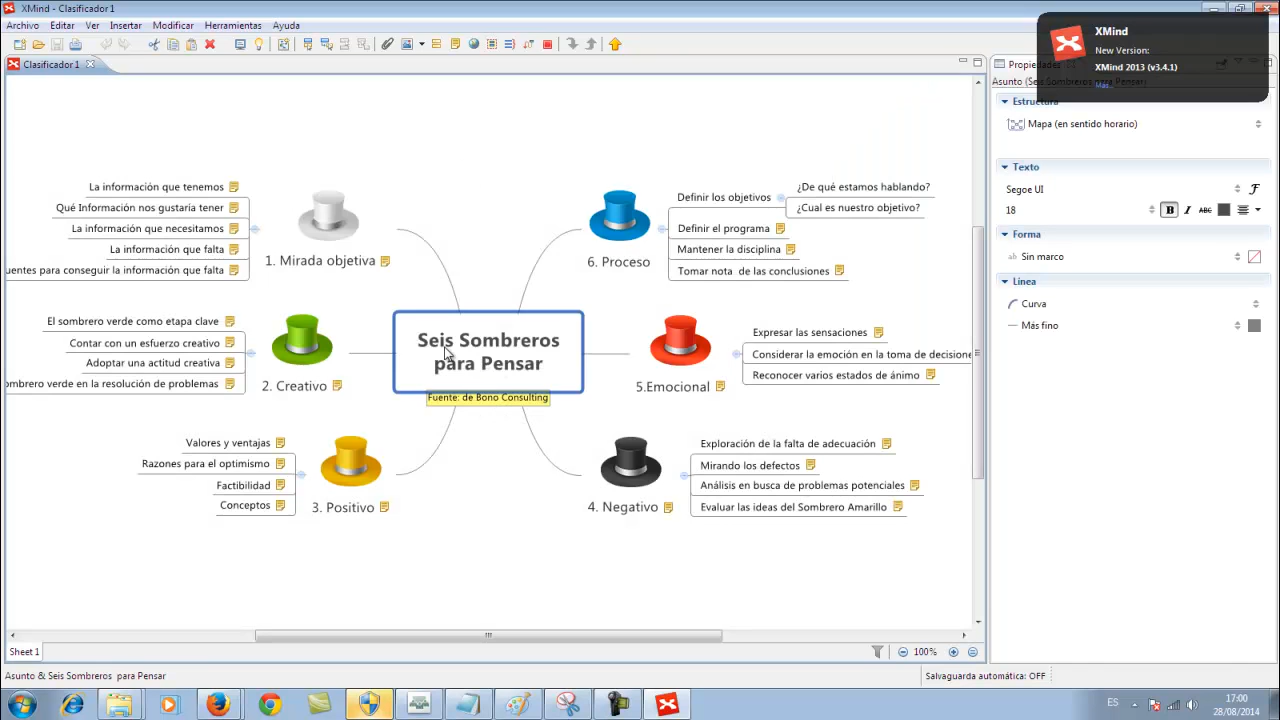 XMind - Clasificador1
Archivo Editar Ver Insertar Modificar Herramientas Ayuda
XMind
New Version:
XMind 2013 (v3.4.1)
Más...
Clasificador1
Propiedades
Asunto (Seis Sombreros para Pensar)
Estructura
Mapa (en sentido horario)
Texto
Segoe UI
18
B I ABC
Forma
Sin marco
Línea
Curva
Más fino
Seis Sombreros
para Pensar
Fuente: de Bono Consulting
1. Mirada objetiva
La información que tenemos
Qué Información nos gustaría tener
La información que necesitamos
La información que falta
uentes para conseguir la información que falta
2. Creativo
El sombrero verde como etapa clave
Contar con un esfuerzo creativo
Adoptar una actitud creativa
ombrero verde en la resolución de problemas
3. Positivo
Valores y ventajas
Razones para el optimismo
Factibilidad
Conceptos
6. Proceso
Definir los objetivos
¿De qué estamos hablando?
¿Cual es nuestro objetivo?
Definir el programa
Mantener la disciplina
Tomar nota de las conclusiones
5.Emocional
Expresar las sensaciones
Considerar la emoción en la toma de decisione
Reconocer varios estados de ánimo
4. Negativo
Exploración de la falta de adecuación
Mirando los defectos
Análisis en busca de problemas potenciales
Evaluar las ideas del Sombrero Amarillo
Sheet 1
100%
Asunto & Seis Sombreros para Pensar
Salvaguarda automática: OFF
ES
17:00
28/08/2014